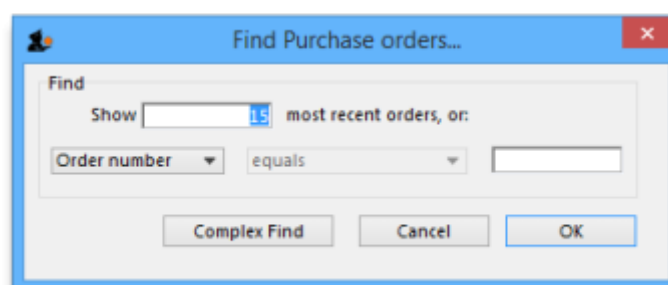 Find Purchase orders...
Find
Show 15 most recent orders, or:
Order number equals
Complex Find Cancel OK